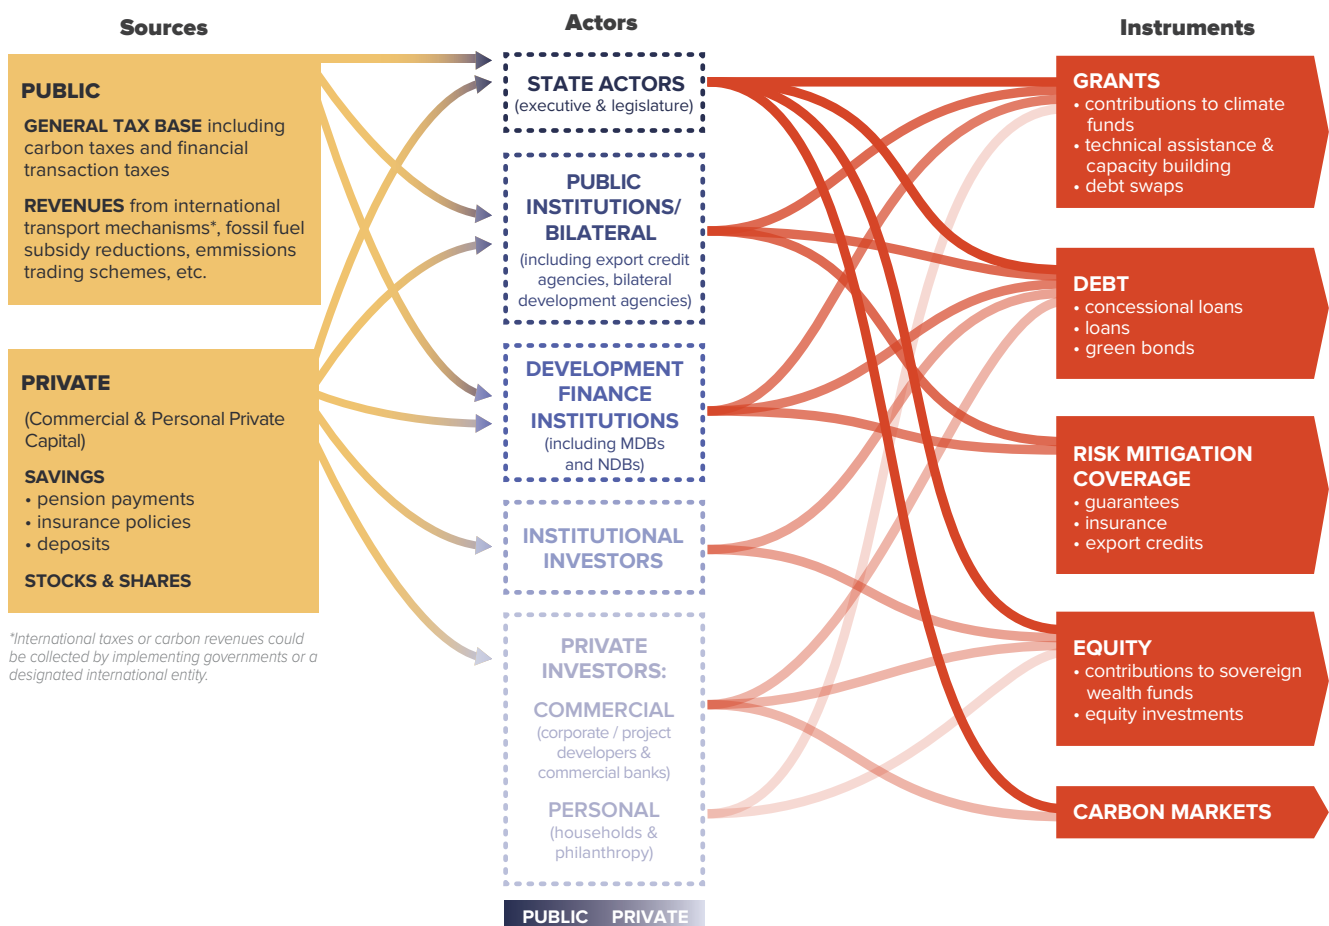 Sources
PUBLIC
GENERAL TAX BASE including
carbon taxes and financial
transaction taxes
REVENUES from international
transport mechanisms*, fossil fuel
subsidy reductions, emmissions
trading schemes, etc.
PRIVATE
(Commercial & Personal Private
Capital)
SAVINGS
• pension payments
• insurance policies
• deposits
STOCKS & SHARES
*International taxes or carbon revenues could
be collected by implementing governments or a
designated international entity.
Actors
STATE ACTORS
(executive & legislature)
PUBLIC
INSTITUTIONS/
BILATERAL
(including export credit
agencies, bilateral
development agencies)
DEVELOPMENT
FINANCE
INSTITUTIONS
(including MDBs
and NDBs)
INSTITUTIONAL
INVESTORS
PRIVATE
INVESTORS:
COMMERCIAL
(corporate / project
developers &
commercial banks)
PERSONAL
(households &
philanthropy)
PUBLIC PRIVATE
Instruments
GRANTS
• contributions to climate
funds
• technical assistance &
capacity building
• debt swaps
DEBT
• concessional loans
• loans
• green bonds
RISK MITIGATION
COVERAGE
• guarantees
• insurance
• export credits
EQUITY
• contributions to sovereign
wealth funds
• equity investments
CARBON MARKETS